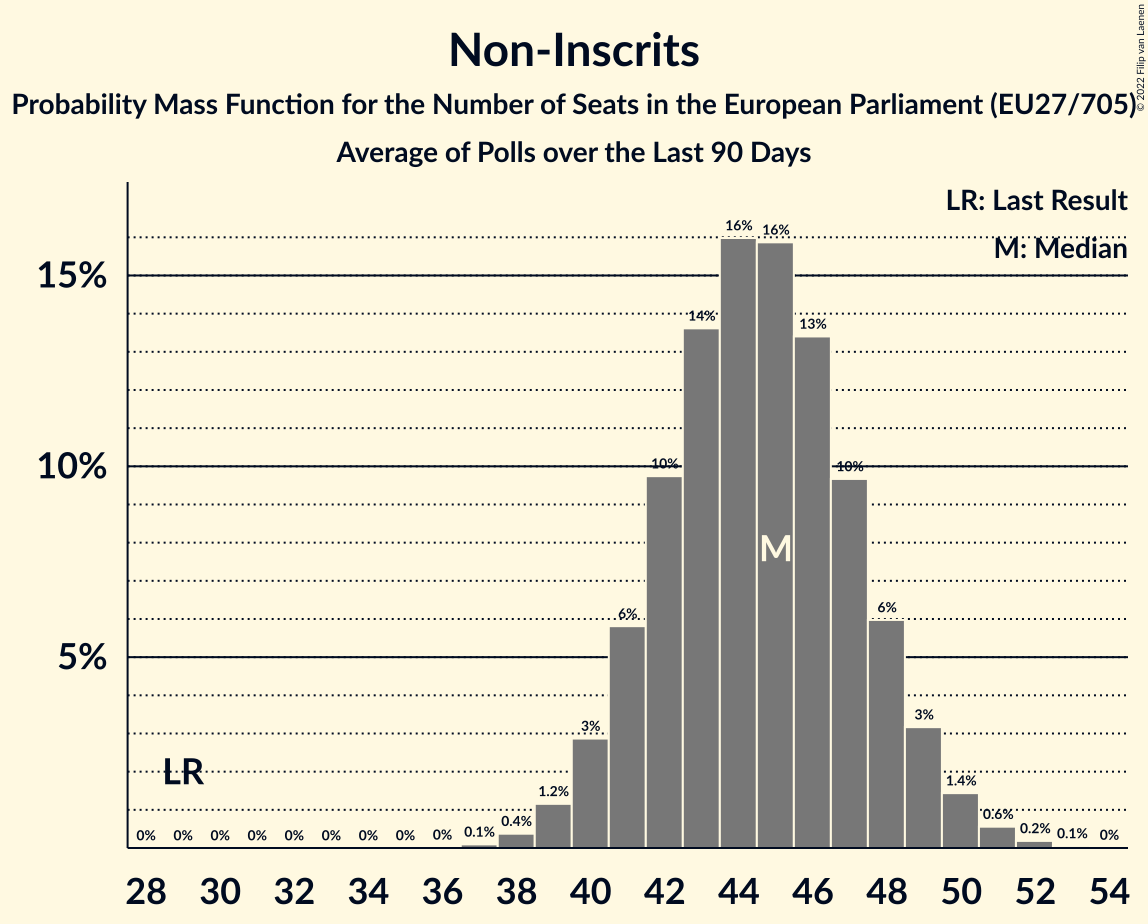 Non-Inscrits
Probability Mass Function for the Number of Seats in the European Parliament (EU27/705)
Average of Polls over the Last 90 Days
© 2022 Filip van Laenen
LR: Last Result
M: Median
15%
10%
5%
0% 0% 0% 0% 0% 0% 0% 0% 0% 0.1% 0.4% 1.2% 3% 6% 10% 14% 16% 16% 13% 10% 6% 3% 1.4% 0.6% 0.2% 0.1% 0%
M
LR
28 30 32 34 36 38 40 42 44 46 48 50 52 54